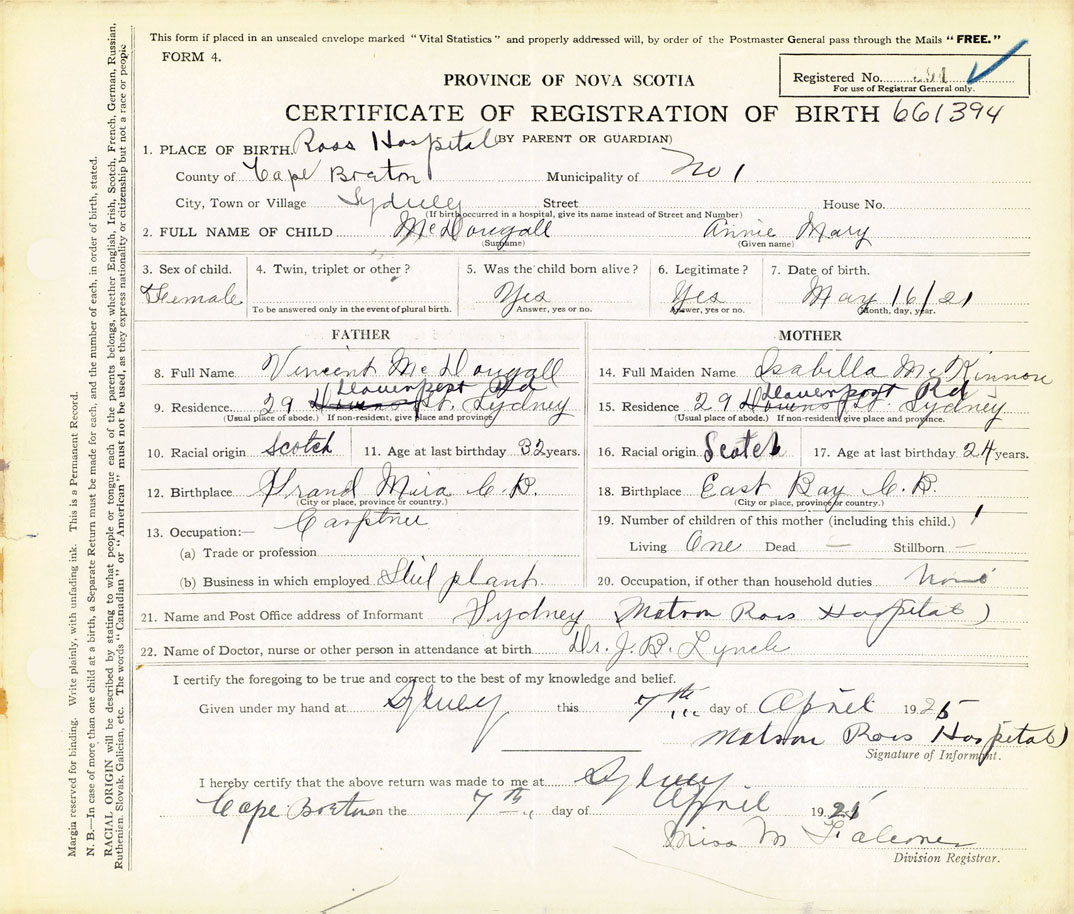 This form if placed in an unsealed envelope marked "Vital Statistics" and properly addressed will, by order of the Postmaster General pass through the Mails "FREE."
FORM 4.
Registered No.
For use of Registrar General only.
PROVINCE OF NOVA SCOTIA
CERTIFICATE OF REGISTRATION OF BIRTH 661394
(BY PARENT OR GUARDIAN)
1. PLACE OF BIRTH. Ross Hospital
County of Cape Breton Municipality of No 1
City, Town or Village Sydney Street House No.
(If birth occurred in a hospital, give its name instead of Street and Number)
2. FULL NAME OF CHILD McDougall Annie Mary
(Surname) (Given name)
3. Sex of child. 4. Twin, triplet or other? 5. Was the child born alive? 6. Legitimate? 7. Date of birth.
Female Yes Yes May 16/21
To be answered only in the event of plural birth. Answer, yes or no. Answer, yes or no. (Month, day, year.
FATHER
8. Full Name Vincent McDougall
9. Residence 29 St. Sydney
Rd
(Usual place of abode.) If non-resident, give place and province.)
10. Racial origin Scotch 11. Age at last birthday 32 years.
12. Birthplace Grand Mira C.B.
(City or place, province or country.)
13. Occupation:—
(a) Trade or profession
(b) Business in which employed Stiel plant
MOTHER
14. Full Maiden Name Isabilla McKinnon
15. Residence 29 St. Sydney
Rd
(Usual place of abode.) If non-resident, give place and province.
16. Racial origin Scotch 17. Age at last birthday 24 years.
18. Birthplace East Bay C.B.
(City or place, province or country.)
19. Number of children of this mother (including this child.) 1
Living One Dead — Stillborn —
20. Occupation, if other than household duties
21. Name and Post Office address of Informant Sydney Matron Ross Hospital)
22. Name of Doctor, nurse or other person in attendance at birth Dr. J. B. Lynch
I certify the foregoing to be true and correct to the best of my knowledge and belief.
Given under my hand at Sydney this 7th day of April 1925
Matron Ross Hospital)
Signature of Informant.
I hereby certify that the above return was made to me at Sydney
Cape Breton on the 7th day of April 19
Miss M Falconer
Division Registrar.
Margin reserved for binding. Write plainly, with unfading ink. This is a Permanent Record.
N. B.—In case of more than one child at a birth, a Separate Return must be made for each, and the number of each, in order of birth, stated.
RACIAL ORIGIN will be described by stating to what people or tongue each of the parents belongs, whether English, Irish, Scotch, French, German, Russian,
Ruthenian, Slovak, Galician, etc. The words "Canadian" or "American" must not be used, as they express nationality or citizenship but not a race or people